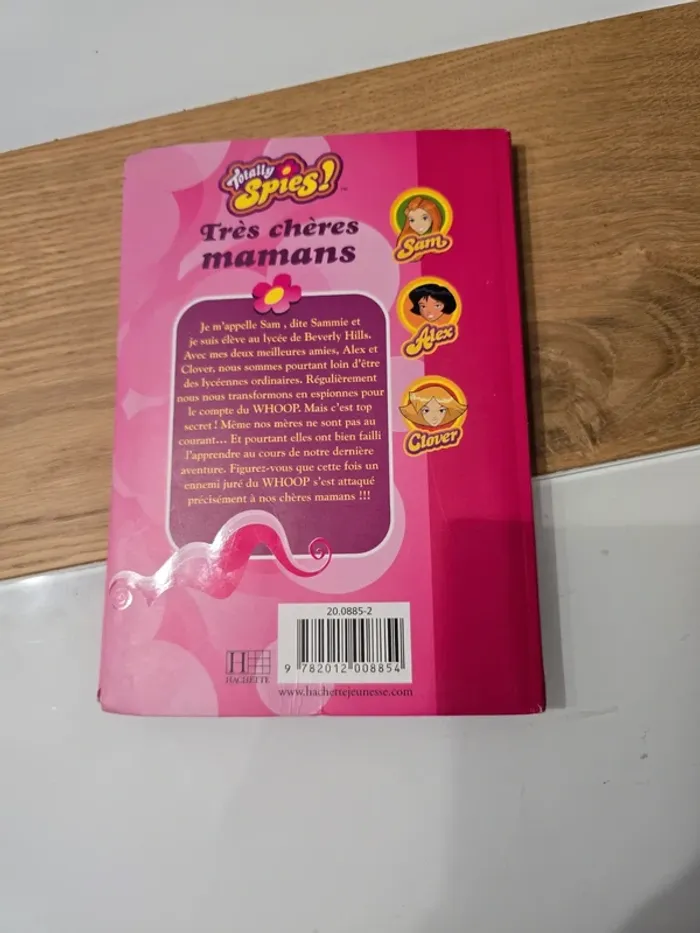 Totally
Spies!
™
Très chères
mamans
Je m'appelle Sam , dite Sammie et
je suis élève au lycée de Beverly Hills.
Avec mes deux meilleures amies, Alex et
Clover, nous sommes pourtant loin d'être
des lycéennes ordinaires. Régulièrement
nous nous transformons en espionnes pour
le compte du WHOOP. Mais c'est top
secret ! Même nos mères ne sont pas au
courant... Et pourtant elles ont bien failli
l'apprendre au cours de notre dernière
aventure. Figurez-vous que cette fois un
ennemi juré du WHOOP s'est attaqué
précisément à nos chères mamans !!!
Sam
Alex
Clover
20.0885-2
9 782012 008854
H
HACHETTE
www.hachettejeunesse.com